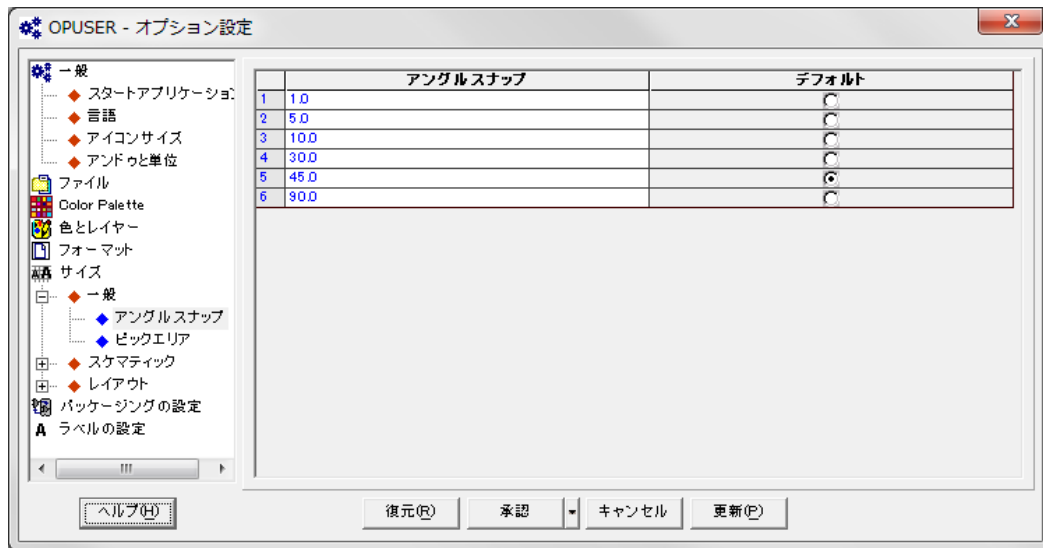 OPUSER - オプション設定
一般
スタートアプリケーショ
言語
アイコンサイズ
アンドゥと単位
ファイル
Color Palette
色とレイヤー
フォーマット
サイズ
一般
アングルスナップ
ピックエリア
スケマティック
レイアウト
パッケージングの設定
ラベルの設定
アングルスナップ デフォルト
1 1.0
2 5.0
3 10.0
4 30.0
5 45.0
6 90.0
ヘルプ(H) 復元(R) 承認 キャンセル 更新(P)